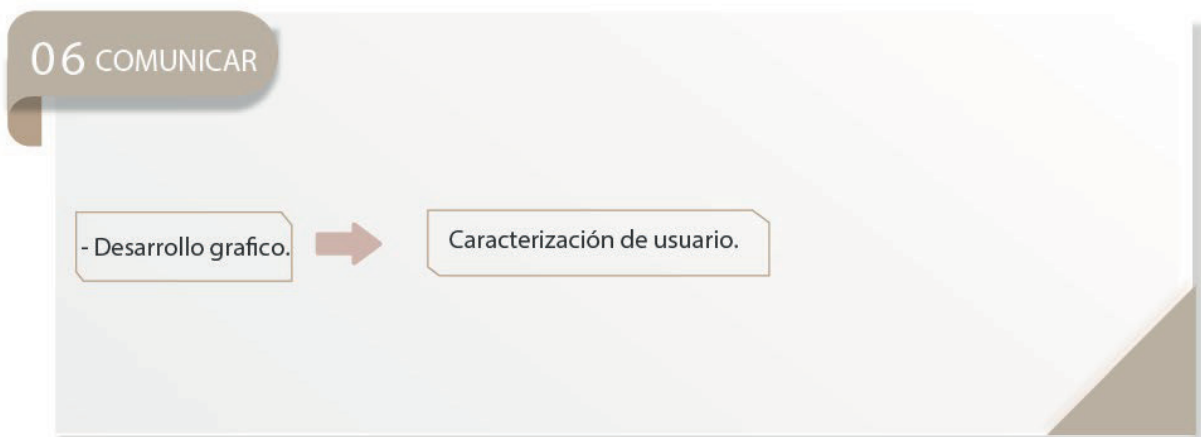 06 COMUNICAR
- Desarrollo grafico.
Caracterización de usuario.